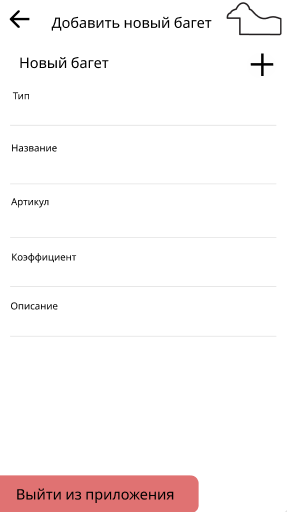 Добавить новый багет
Новый багет
Тип
Название
Артикул
Коэффициент
Описание
Выйти из приложения